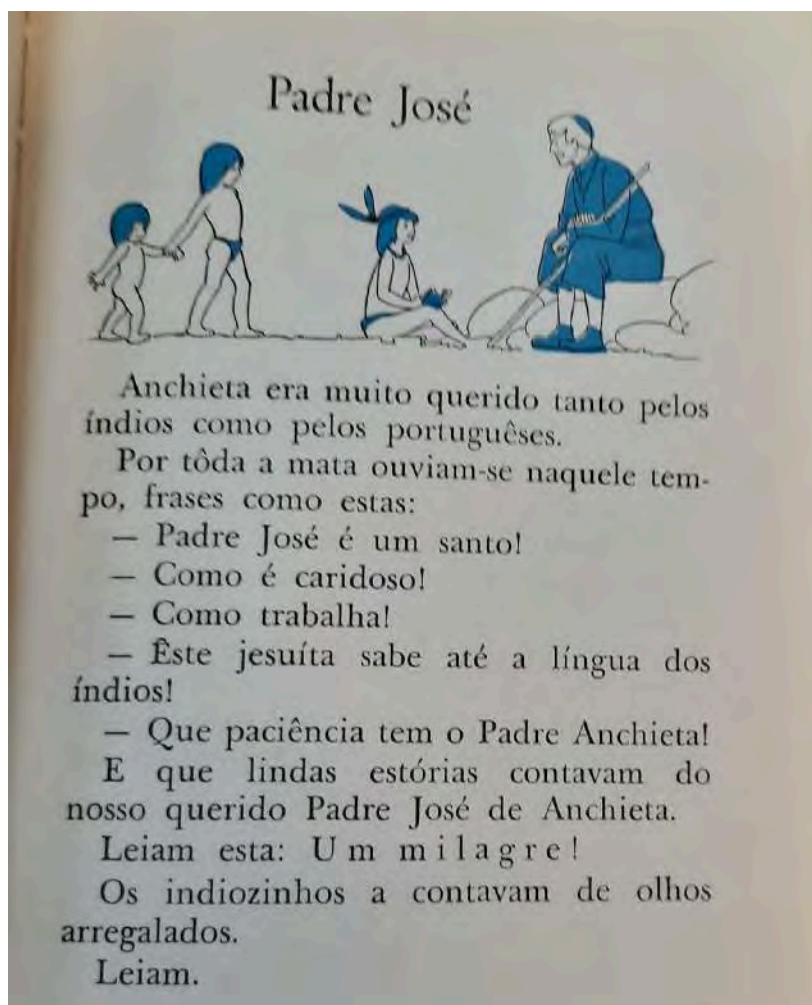 Padre José
Anchieta era muito querido tanto pelos
índios como pelos portuguêses.
Por tôda a mata ouviam-se naquele tem-
po, frases como estas:
— Padre José é um santo!
— Como é caridoso!
— Como trabalha!
— Êste jesuíta sabe até a língua dos
índios!
— Que paciência tem o Padre Anchieta!
E que lindas estórias contavam do
nosso querido Padre José de Anchieta.
Leiam esta: Um milagre!
Os indiozinhos a contavam de olhos
arregalados.
Leiam.